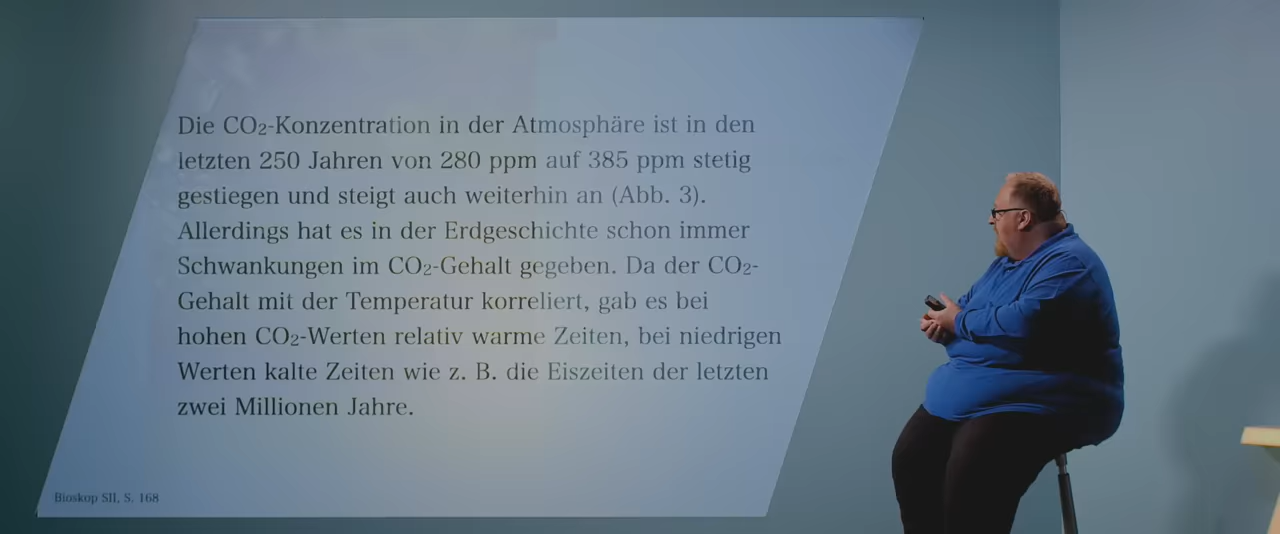 Die CO₂-Konzentration in der Atmosphäre ist in den
letzten 250 Jahren von 280 ppm auf 385 ppm stetig
gestiegen und steigt auch weiterhin an (Abb. 3).
Allerdings hat es in der Erdgeschichte schon immer
Schwankungen im CO₂-Gehalt gegeben. Da der CO₂-
Gehalt mit der Temperatur korreliert, gab es bei
hohen CO₂-Werten relativ warme Zeiten, bei niedrigen
Werten kalte Zeiten wie z. B. die Eiszeiten der letzten
zwei Millionen Jahre.
Bioskop SII, S. 168